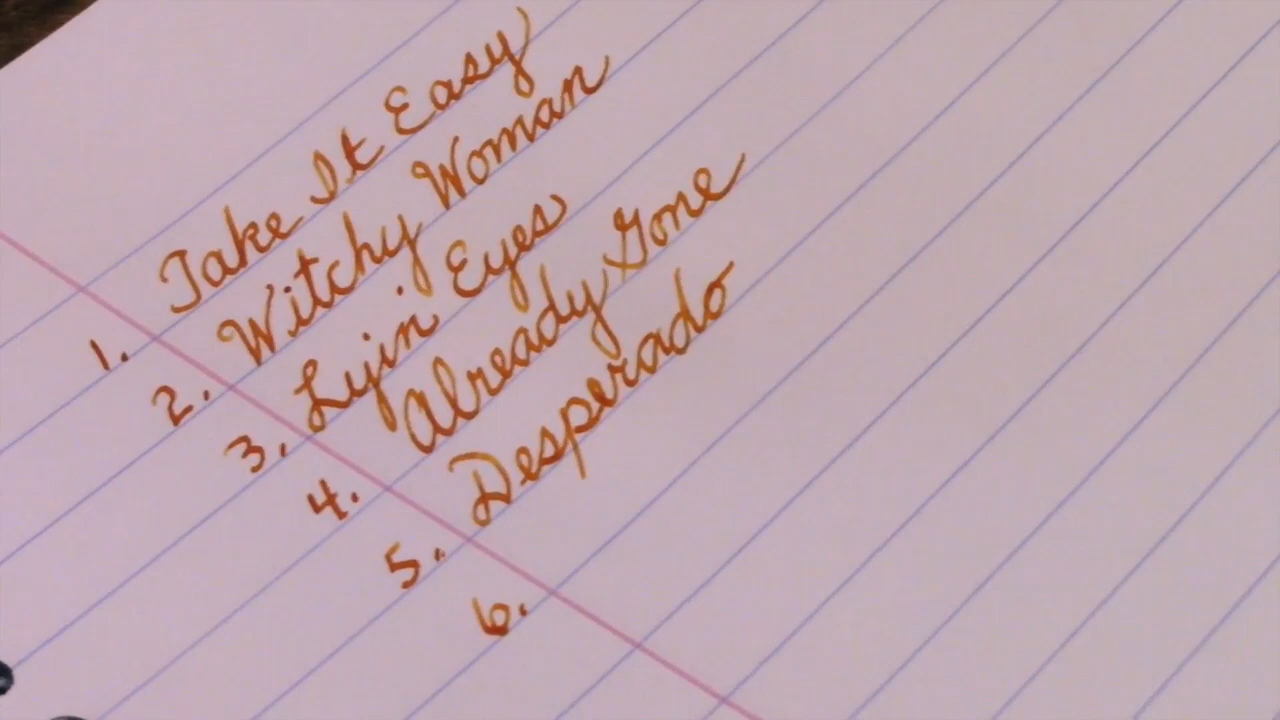 1. Take It Easy
2. Witchy Woman
3. Lyin Eyes
4. Already Gone
5. Desperado
6.